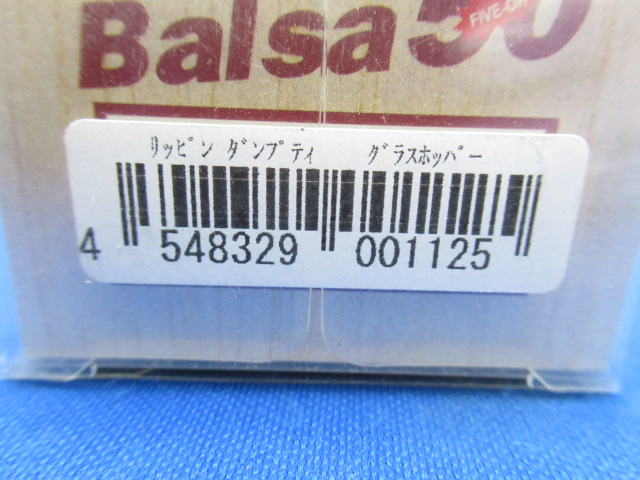 FIVE-O
Balsa50
リッピン ダンプティ グラスホッパー
4 548329 001125